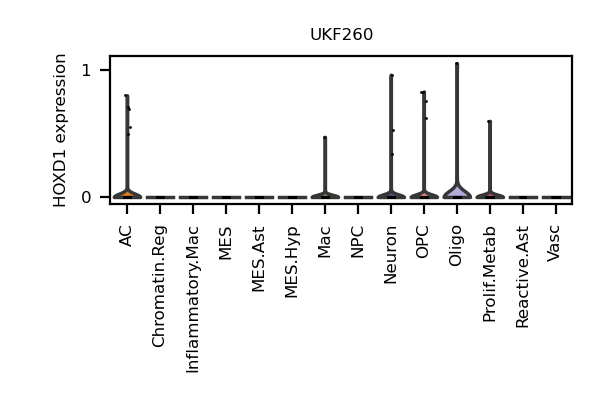 UKF260
HOXD1 expression
1
0
AC
Chromatin.Reg
Inflammatory.Mac
MES
MES.Ast
MES.Hyp
Mac
NPC
Neuron
OPC
Oligo
Prolif.Metab
Reactive.Ast
Vasc